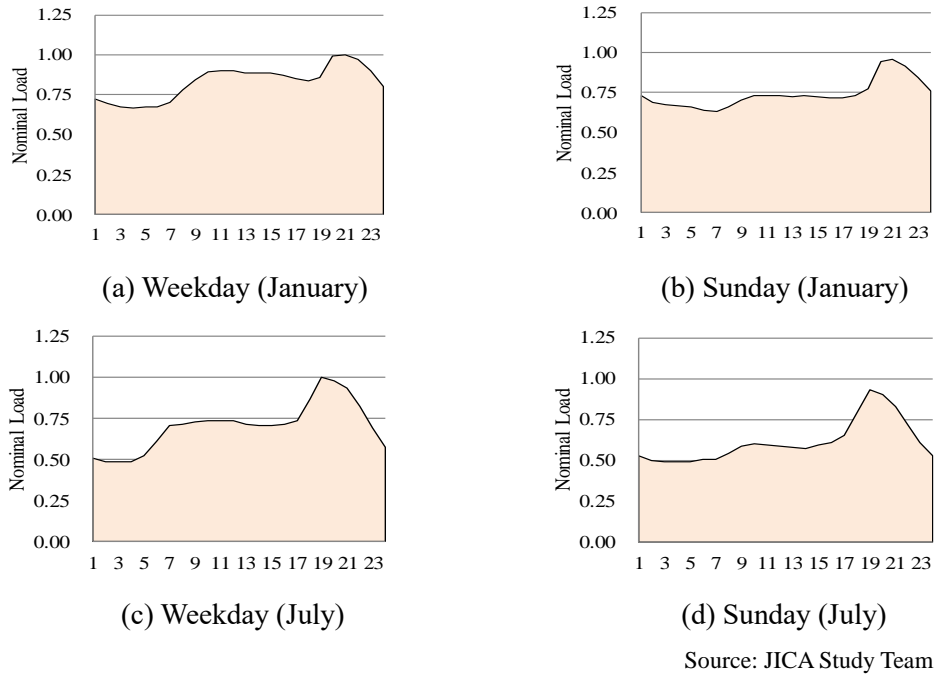 1.25
1.00
0.75
0.50
0.25
0.00
Nominal Load
1 3 5 7 9 11 13 15 17 19 21 23
(a) Weekday (January)
1.25
1.00
0.75
0.50
0.25
0.00
Nominal Load
1 3 5 7 9 11 13 15 17 19 21 23
(b) Sunday (January)
1.25
1.00
0.75
0.50
0.25
0.00
Nominal Load
1 3 5 7 9 11 13 15 17 19 21 23
(c) Weekday (July)
1.25
1.00
0.75
0.50
0.25
0.00
Nominal Load
1 3 5 7 9 11 13 15 17 19 21 23
(d) Sunday (July)
Source: JICA Study Team